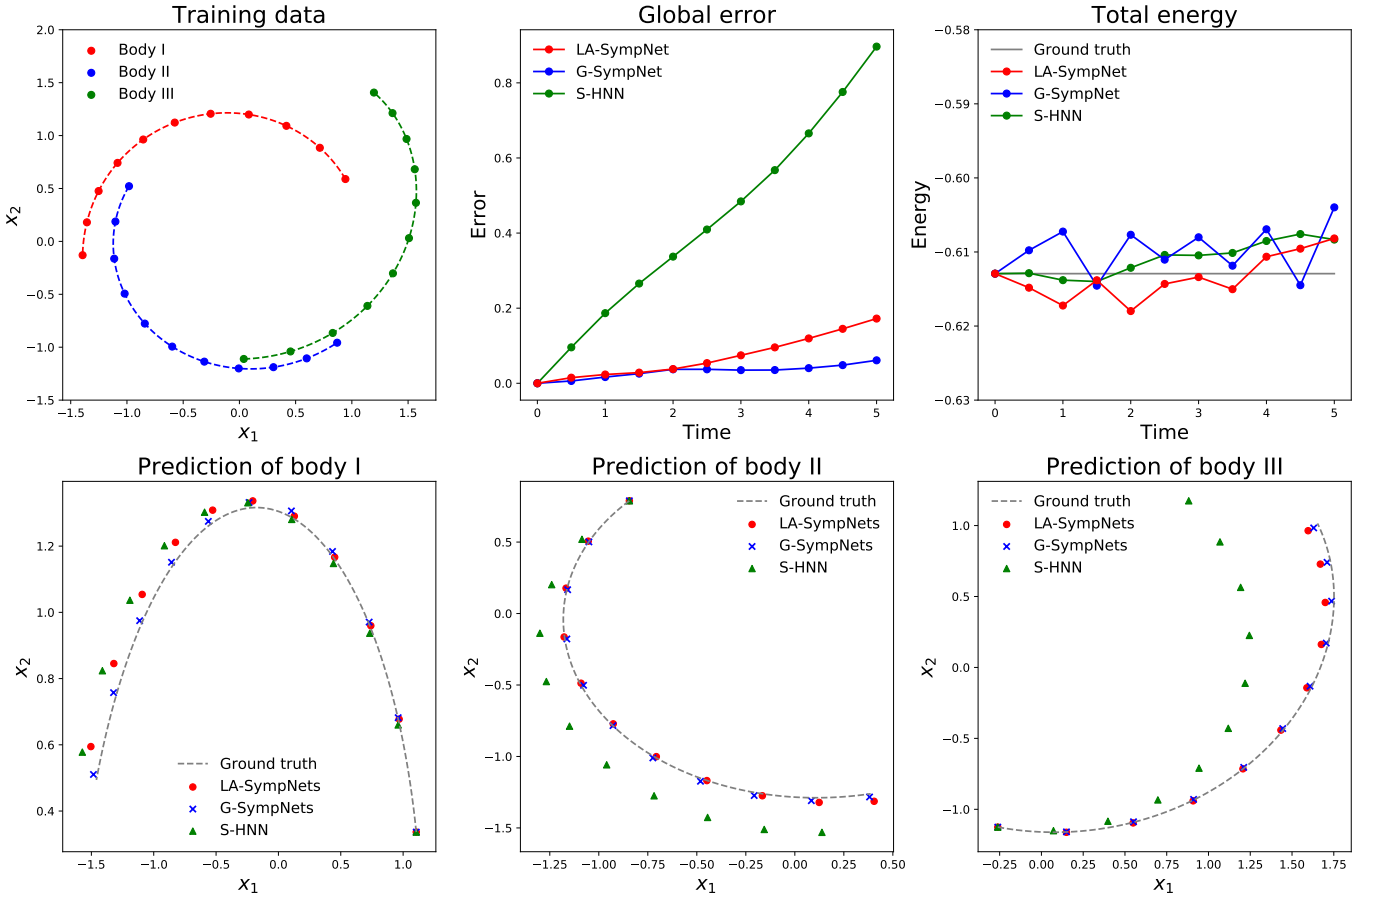 Training data
Body I
Body II
Body III
2.0
1.5
1.0
0.5
0.0
−0.5
−1.0
−1.5
x2
−1.5 −1.0 −0.5 0.0 0.5 1.0 1.5
x1
Global error
LA-SympNet
G-SympNet
S-HNN
0.8
0.6
0.4
0.2
0.0
Error
0 1 2 3 4 5
Time
Total energy
Ground truth
LA-SympNet
G-SympNet
S-HNN
−0.58
−0.59
−0.60
−0.61
−0.62
−0.63
Energy
0 1 2 3 4 5
Time
Prediction of body I
1.2
1.0
0.8
0.6
0.4
x2
Ground truth
LA-SympNets
G-SympNets
S-HNN
−1.5 −1.0 −0.5 0.0 0.5 1.0
x1
Prediction of body II
Ground truth
LA-SympNets
G-SympNets
S-HNN
0.5
0.0
−0.5
−1.0
−1.5
x2
−1.25 −1.00 −0.75 −0.50 −0.25 0.00 0.25 0.50
x1
Prediction of body III
Ground truth
LA-SympNets
G-SympNets
S-HNN
1.0
0.5
0.0
−0.5
−1.0
x2
−0.25 0.00 0.25 0.50 0.75 1.00 1.25 1.50 1.75
x1